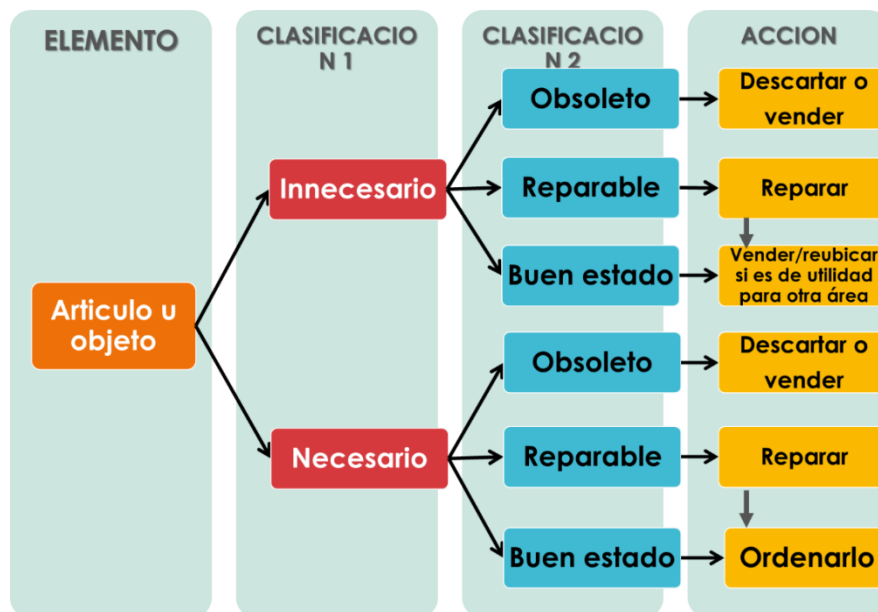 ELEMENTO
CLASIFICACIO
N 1
CLASIFICACIO
N 2
ACCION
Articulo u
objeto
Innecesario
Necesario
Obsoleto
Reparable
Buen estado
Obsoleto
Reparable
Buen estado
Descartar o
vender
Reparar
Vender/reubicar
si es de utilidad
para otra área
Descartar o
vender
Reparar
Ordenarlo